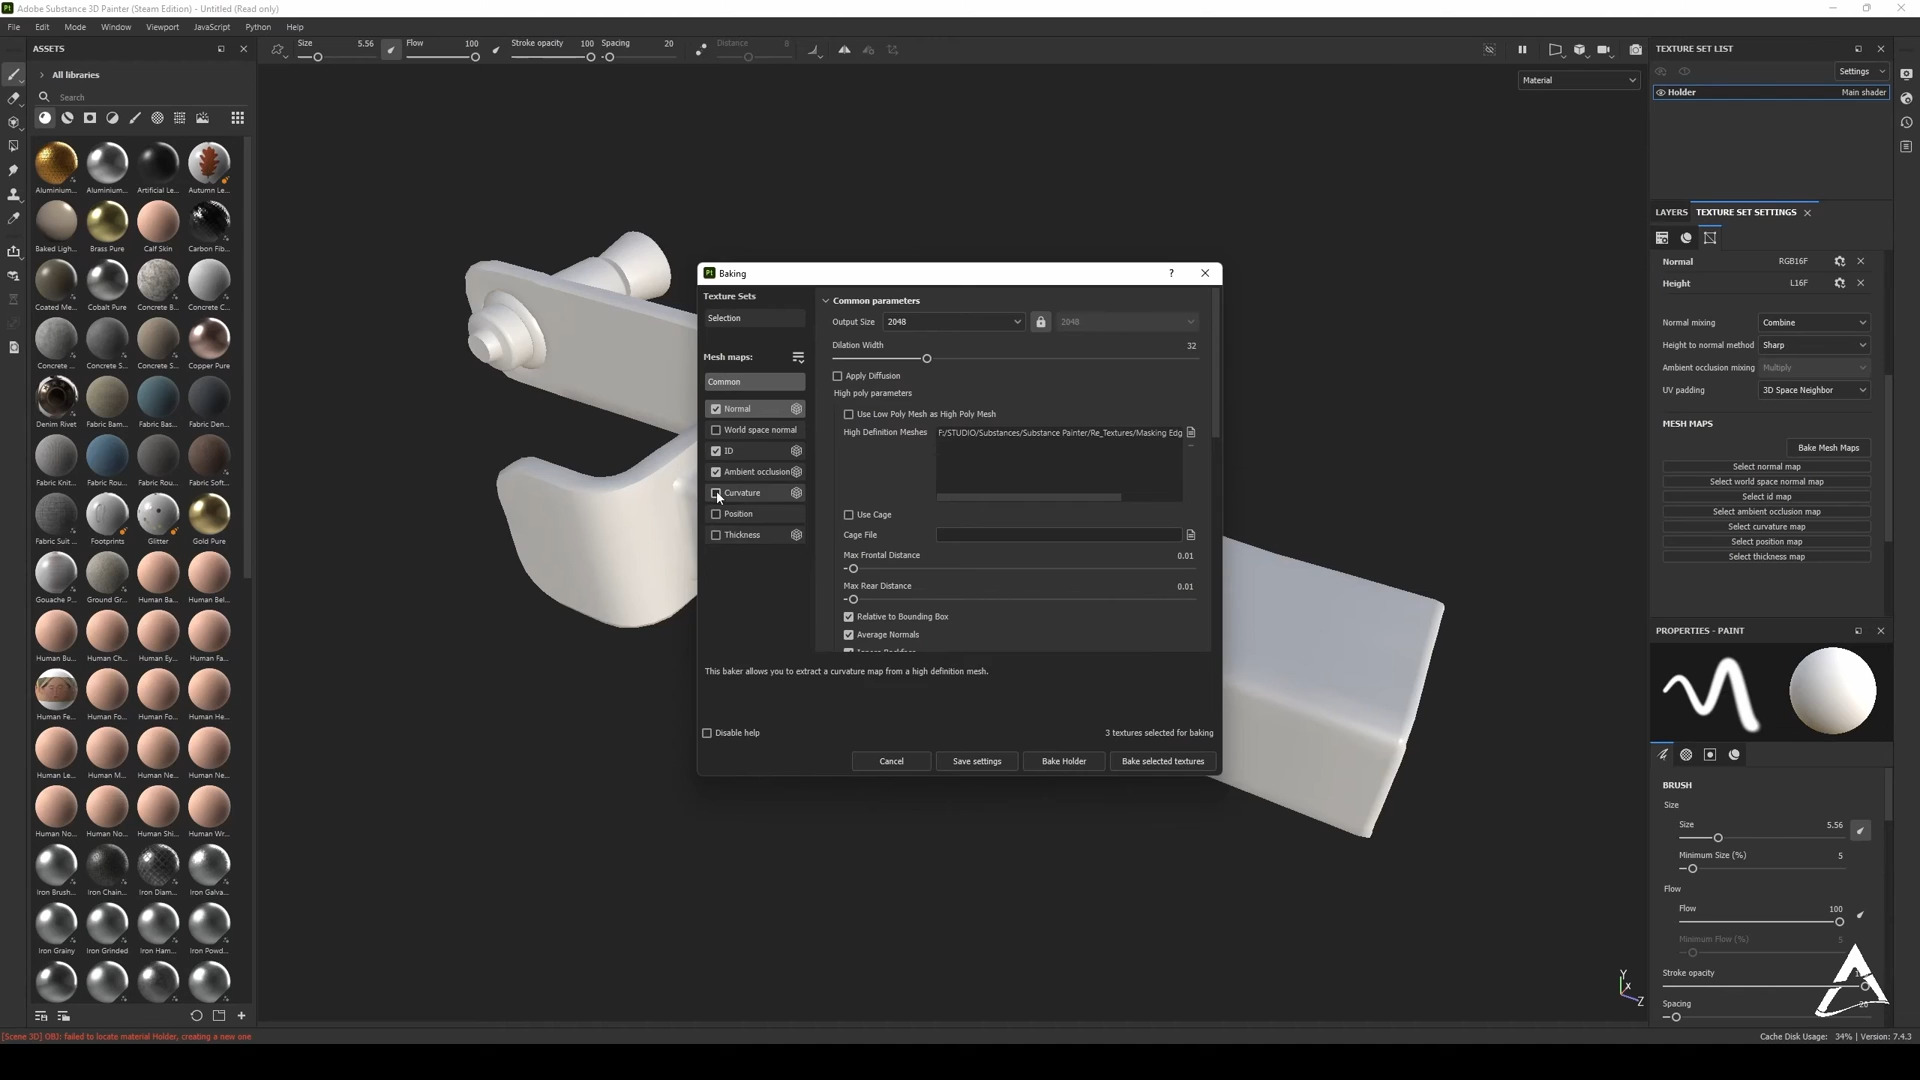 Adobe Substance 3D Painter (Steam Edition) - Untitled (Read only)
File Edit Mode Window Viewport JavaScript Python Help
ASSETS
Size 5.56 Flow 100 Stroke opacity 100 Spacing 20 Distance 8
All libraries
Search
Material
Aluminium... Aluminium... Artificial Le... Autumn Le...
Baked Ligh... Brass Pure Calf Skin Carbon Fib...
Coated Me... Cobalt Pure Concrete B... Concrete C...
Concrete ... Concrete S... Concrete S... Copper Pure
Denim Rivet Fabric Bam... Fabric Bas... Fabric Den...
Fabric Knit... Fabric Rou... Fabric Rou... Fabric Soft...
Fabric Suit ... Footprints Glitter Gold Pure
Gouache P... Ground Gr... Human Ba... Human Bel...
Human Bu... Human Ch... Human Ey... Human Fa...
Human Fe... Human Fo... Human Fo... Human He...
Human Le... Human M... Human Ne... Human Ne...
Human No... Human No... Human Shi... Human Wr...
Iron Brush... Iron Chain... Iron Diam... Iron Galva...
Iron Grainy Iron Grinded Iron Ham... Iron Powd...
Pt Baking ?
Texture Sets
Selection
Mesh maps:
Common
Normal
World space normal
ID
Ambient occlusion
Curvature
Position
Thickness
Common parameters
Output Size 2048 2048
Dilation Width 32
Apply Diffusion
High poly parameters
Use Low Poly Mesh as High Poly Mesh
High Definition Meshes F:/STUDIO/Substances/Substance Painter/Re_Textures/Masking Edg
Use Cage
Cage File
Max Frontal Distance 0.01
Max Rear Distance 0.01
Relative to Bounding Box
Average Normals
This baker allows you to extract a curvature map from a high definition mesh.
Disable help
3 textures selected for baking
Cancel Save settings Bake Holder Bake selected textures
TEXTURE SET LIST
Settings
Holder Main shader
LAYERS TEXTURE SET SETTINGS
Normal RGB16F
Height L16F
Normal mixing Combine
Height to normal method Sharp
Ambient occlusion mixing Multiply
UV padding 3D Space Neighbor
MESH MAPS
Bake Mesh Maps
Select normal map
Select world space normal map
Select id map
Select ambient occlusion map
Select curvature map
Select position map
Select thickness map
PROPERTIES - PAINT
BRUSH
Size
Size 5.56
Minimum Size (%) 5
Flow
Flow 100
Minimum Flow (%) 5
Stroke opacity
Spacing 20
Y
X
Z
[Scene 3D] OBJ: failed to locate material Holder, creating a new one
Cache Disk Usage: 34% | Version: 7.4.3